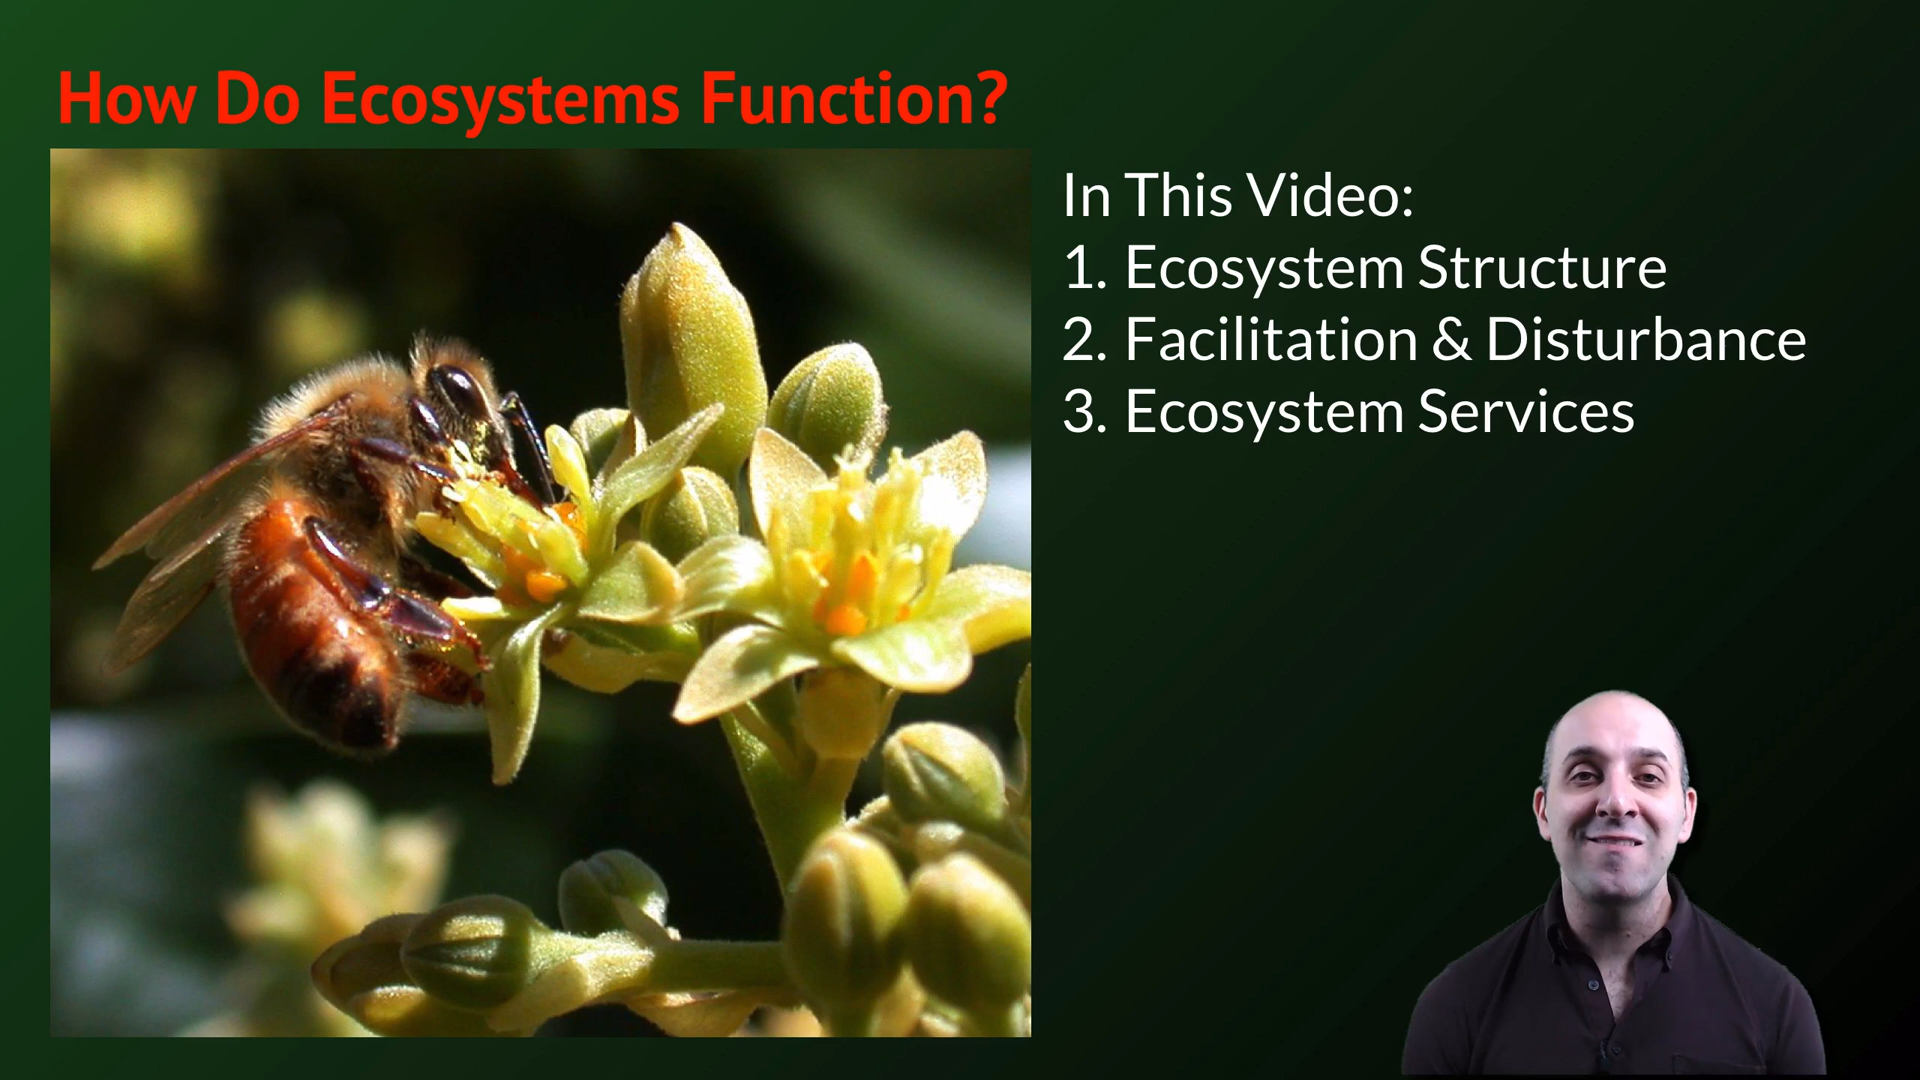 How Do Ecosystems Function?
In This Video:
1. Ecosystem Structure
2. Facilitation & Disturbance
3. Ecosystem Services